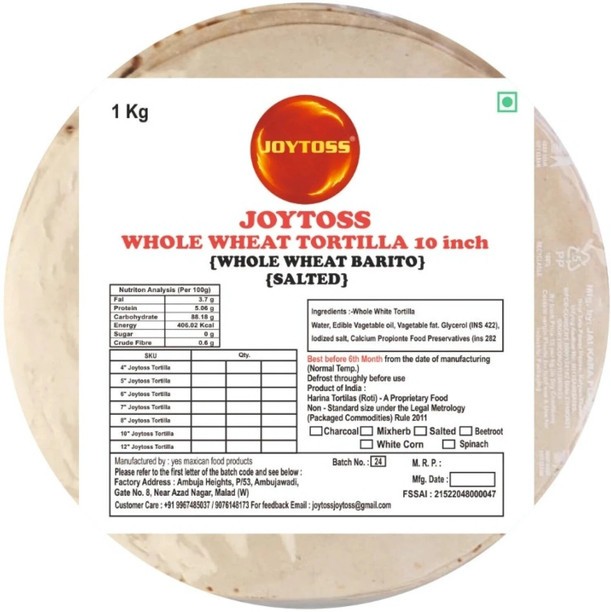 1 Kg
JOYTOSS®
JOYTOSS
WHOLE WHEAT TORTILLA 10 inch
{WHOLE WHEAT BARITO}
{SALTED}
Nutriton Analysis (Per 100g)
Fal 3.7 g
Protein 5.06 g
Carbohydrate 88.18 g
Energy 406.02 Kcal
Sugar 0 g
Crude Fibre 0.6 g
SKU Qty.
4" Joytoss Tortilla
5" Joytoss Tortilla
6" Joytoss Tortilla
7" Joytoss Tortilla
8" Joytoss Tortilla
10" Joytoss Tortilla
12" Joytoss Tortilla
Ingredients :-Whole White Tortilla
Water, Edible Vagetable oil, Vagetable fat. Glycerol (INS 422),
Iodized salt, Calcium Propionte Food Preservatives (ins 282
Best before 6th Month from the date of manufacturing
(Normal Temp.)
Defrost throughly before use
Product of India :
Harina Tortilas (Roti) - A Proprietary Food
Non - Standard size under the Legal Metrology
(Packaged Commodities) Rule 2011
Charcoal Mixherb Salted Beetroot
White Corn Spinach
Manufactured by : yes maxican food products
Please refer to the first letter of the batch code and see below :
Factory Address : Ambuja Heights, P/53, Ambujawadi,
Gate No. 8, Near Azad Nagar, Malad (W)
Customer Care : +91 9967485037 / 9076148173 For feedback Email : joytossjoytoss@gmail.com
Batch No. : 24
M. R. P. :
Mfg. Date :
FSSAI : 21522048000047